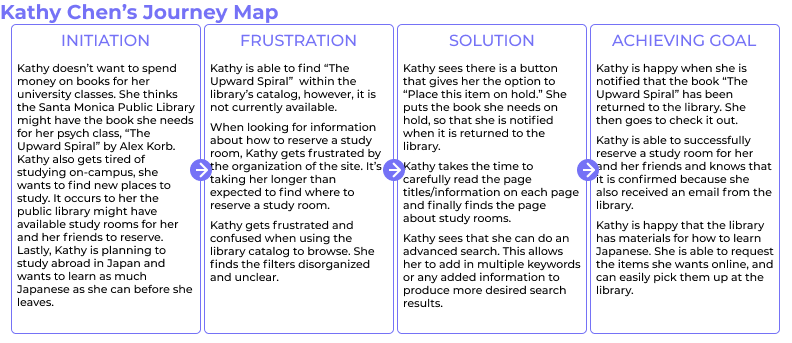 Kathy Chen’s Journey Map
INITIATION
Kathy doesn’t want to spend
money on books for her
university classes. She thinks
the Santa Monica Public Library
might have the book she needs
for her psych class, “The
Upward Spiral” by Alex Korb.
Kathy also gets tired of
studying on-campus, she
wants to find new places to
study. It occurs to her the
public library might have
available study rooms for her
and her friends to reserve.
Lastly, Kathy is planning to
study abroad in Japan and
wants to learn as much
Japanese as she can before she
leaves.
FRUSTRATION
Kathy is able to find “The
Upward Spiral”  within the
library’s catalog, however, it is
not currently available.
When looking for information
about how to reserve a study
room, Kathy gets frustrated by
the organization of the site. It’s
taking her longer than
expected to find where to
reserve a study room.
Kathy gets frustrated and
confused when using the
library catalog to browse. She
finds the filters disorganized
and unclear.
SOLUTION
Kathy sees there is a button
that gives her the option to
“Place this item on hold.” She
puts the book she needs on
hold, so that she is notified
when it is returned to the
library.
Kathy takes the time to
carefully read the page
titles/information on each page
and finally finds the page
about study rooms.
Kathy sees that she can do an
advanced search. This allows
her to add in multiple keywords
or any added information to
produce more desired search
results.
ACHIEVING GOAL
Kathy is happy when she is
notified that the book “The
Upward Spiral” has been
returned to the library. She
then goes to check it out.
Kathy is able to successfully
reserve a study room for her
and her friends and knows that
it is confirmed because she
also received an email from the
library.
Kathy is happy that the library
has materials for how to learn
Japanese. She is able to request
the items she wants online, and
can easily pick them up at the
library.